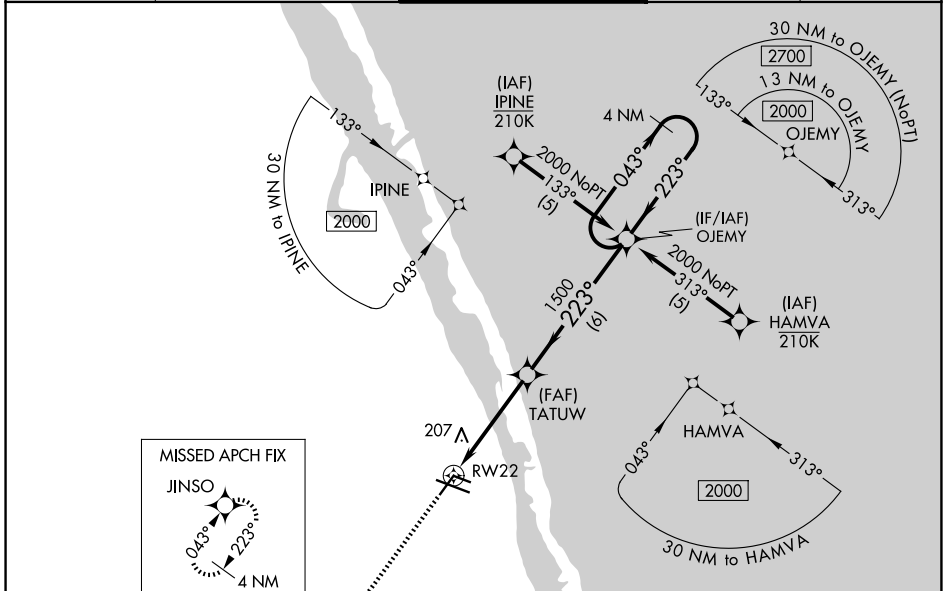 30 NM to OJEMY (NoPT)
2700
13 NM to OJEMY
2000
133°
OJEMY
313°
(IAF)
IPINE
210K
4 NM
043°
223°
2000 NoPT
133°
(5)
133°
IPINE
2000
30 NM to IPINE
043°
(IF/IAF)
OJEMY
2000 NoPT
313°
(5)
(IAF)
HAMVA
210K
1500
223°
(6)
(FAF)
TATUW
207
RW22
HAMVA
043°
313°
2000
30 NM to HAMVA
MISSED APCH FIX
JINSO
043°
223°
4 NM